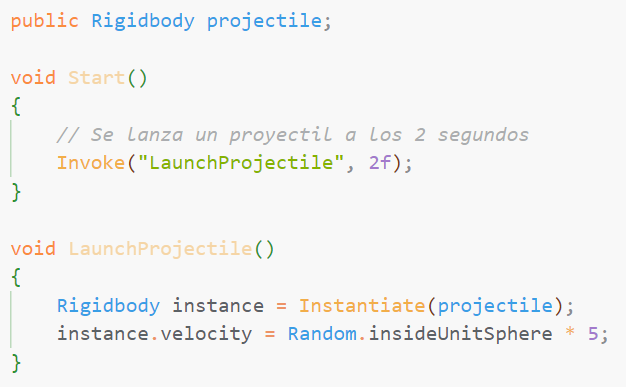 public Rigidbody projectile;
void Start()
{
// Se lanza un proyectil a los 2 segundos
Invoke("LaunchProjectile", 2f);
}
void LaunchProjectile()
{
Rigidbody instance = Instantiate(projectile);
instance.velocity = Random.insideUnitSphere * 5;
}